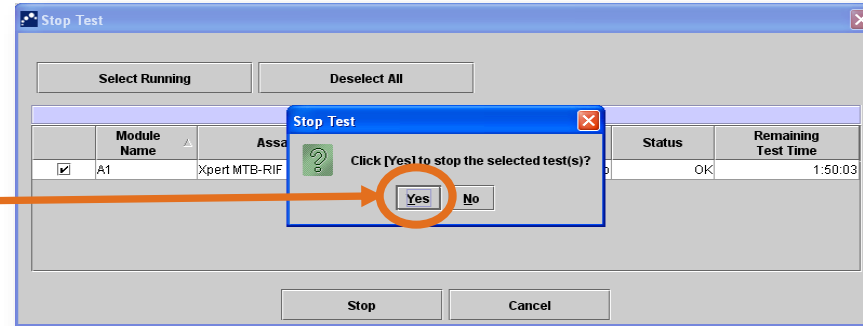 Stop Test
Select Running Deselect All
Module Name Assa Status Remaining Test Time
A1 Xpert MTB-RIF OK 1:50:03
Stop Test
Click [Yes] to stop the selected test(s)?
Yes No
Stop Cancel